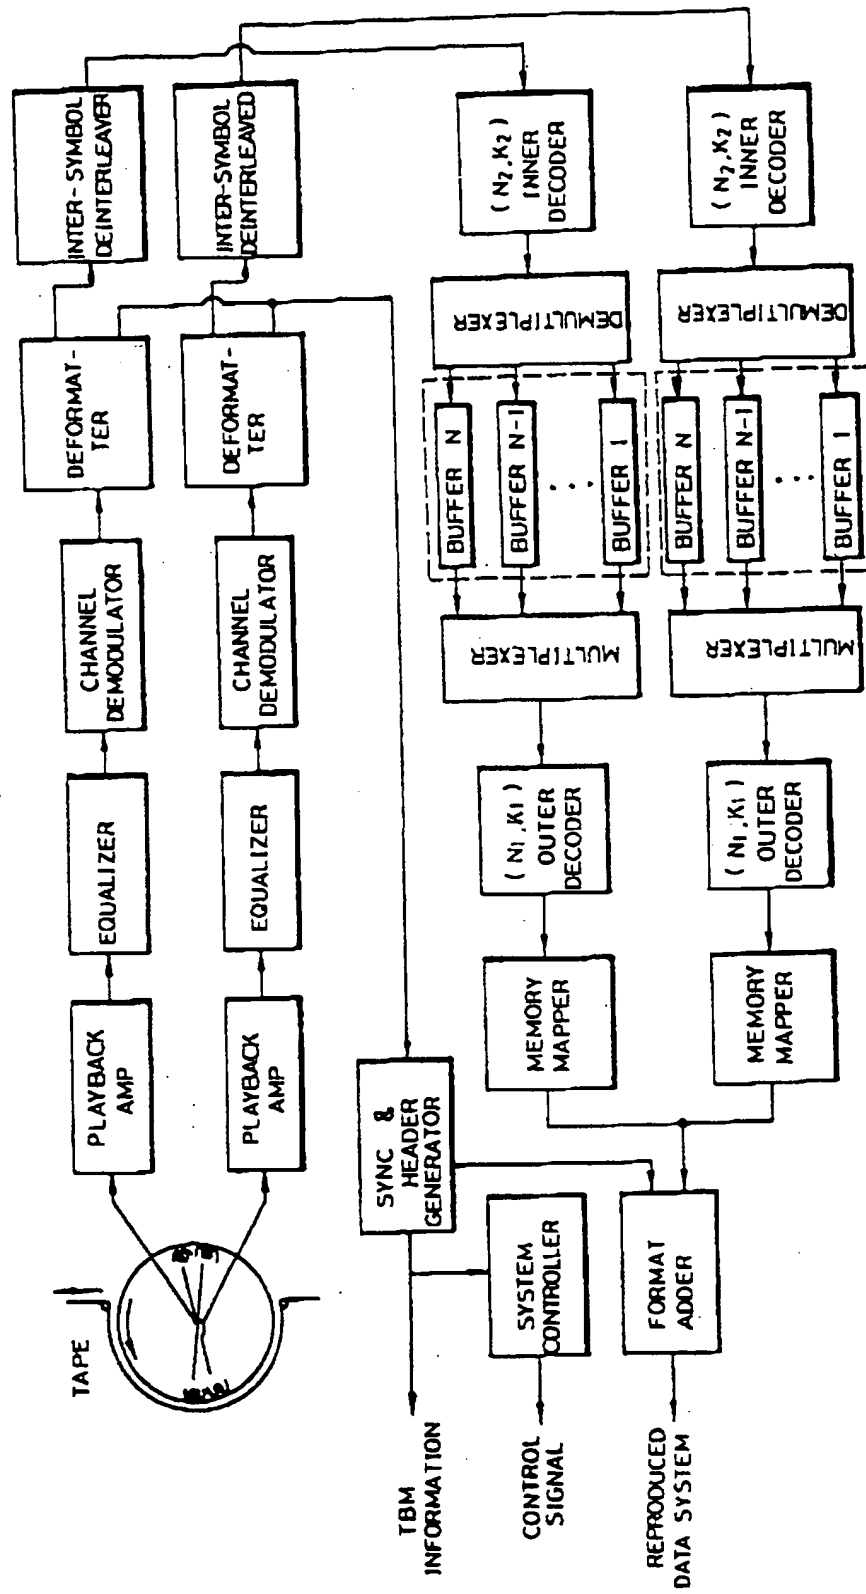 TAPE
PLAYBACK
AMP
EQUALIZER
CHANNEL
DEMODULATOR
DEFORMAT-
TER
INTER-SYMBOL
DEINTERLEAVER
PLAYBACK
AMP
EQUALIZER
CHANNEL
DEMODULATOR
DEFORMAT-
TER
INTER-SYMBOL
DEINTERLEAVED
TBM
INFORMATION
SYNC &
HEADER
GENERATOR
CONTROL
SIGNAL
SYSTEM
CONTROLLER
REPRODUCED
DATA SYSTEM
FORMAT
ADDER
MEMORY
MAPPER
(N1,K1)
OUTER
DECODER
MULTIPLEXER
BUFFER N
BUFFER N-1
...
BUFFER 1
DEMULTIPLEXER
(N2,K2)
INNER
DECODER
MEMORY
MAPPER
(N1,K1)
OUTER
DECODER
MULTIPLEXER
BUFFER N
BUFFER N-1
...
BUFFER 1
DEMULTIPLEXER
(N2,K2)
INNER
DECODER